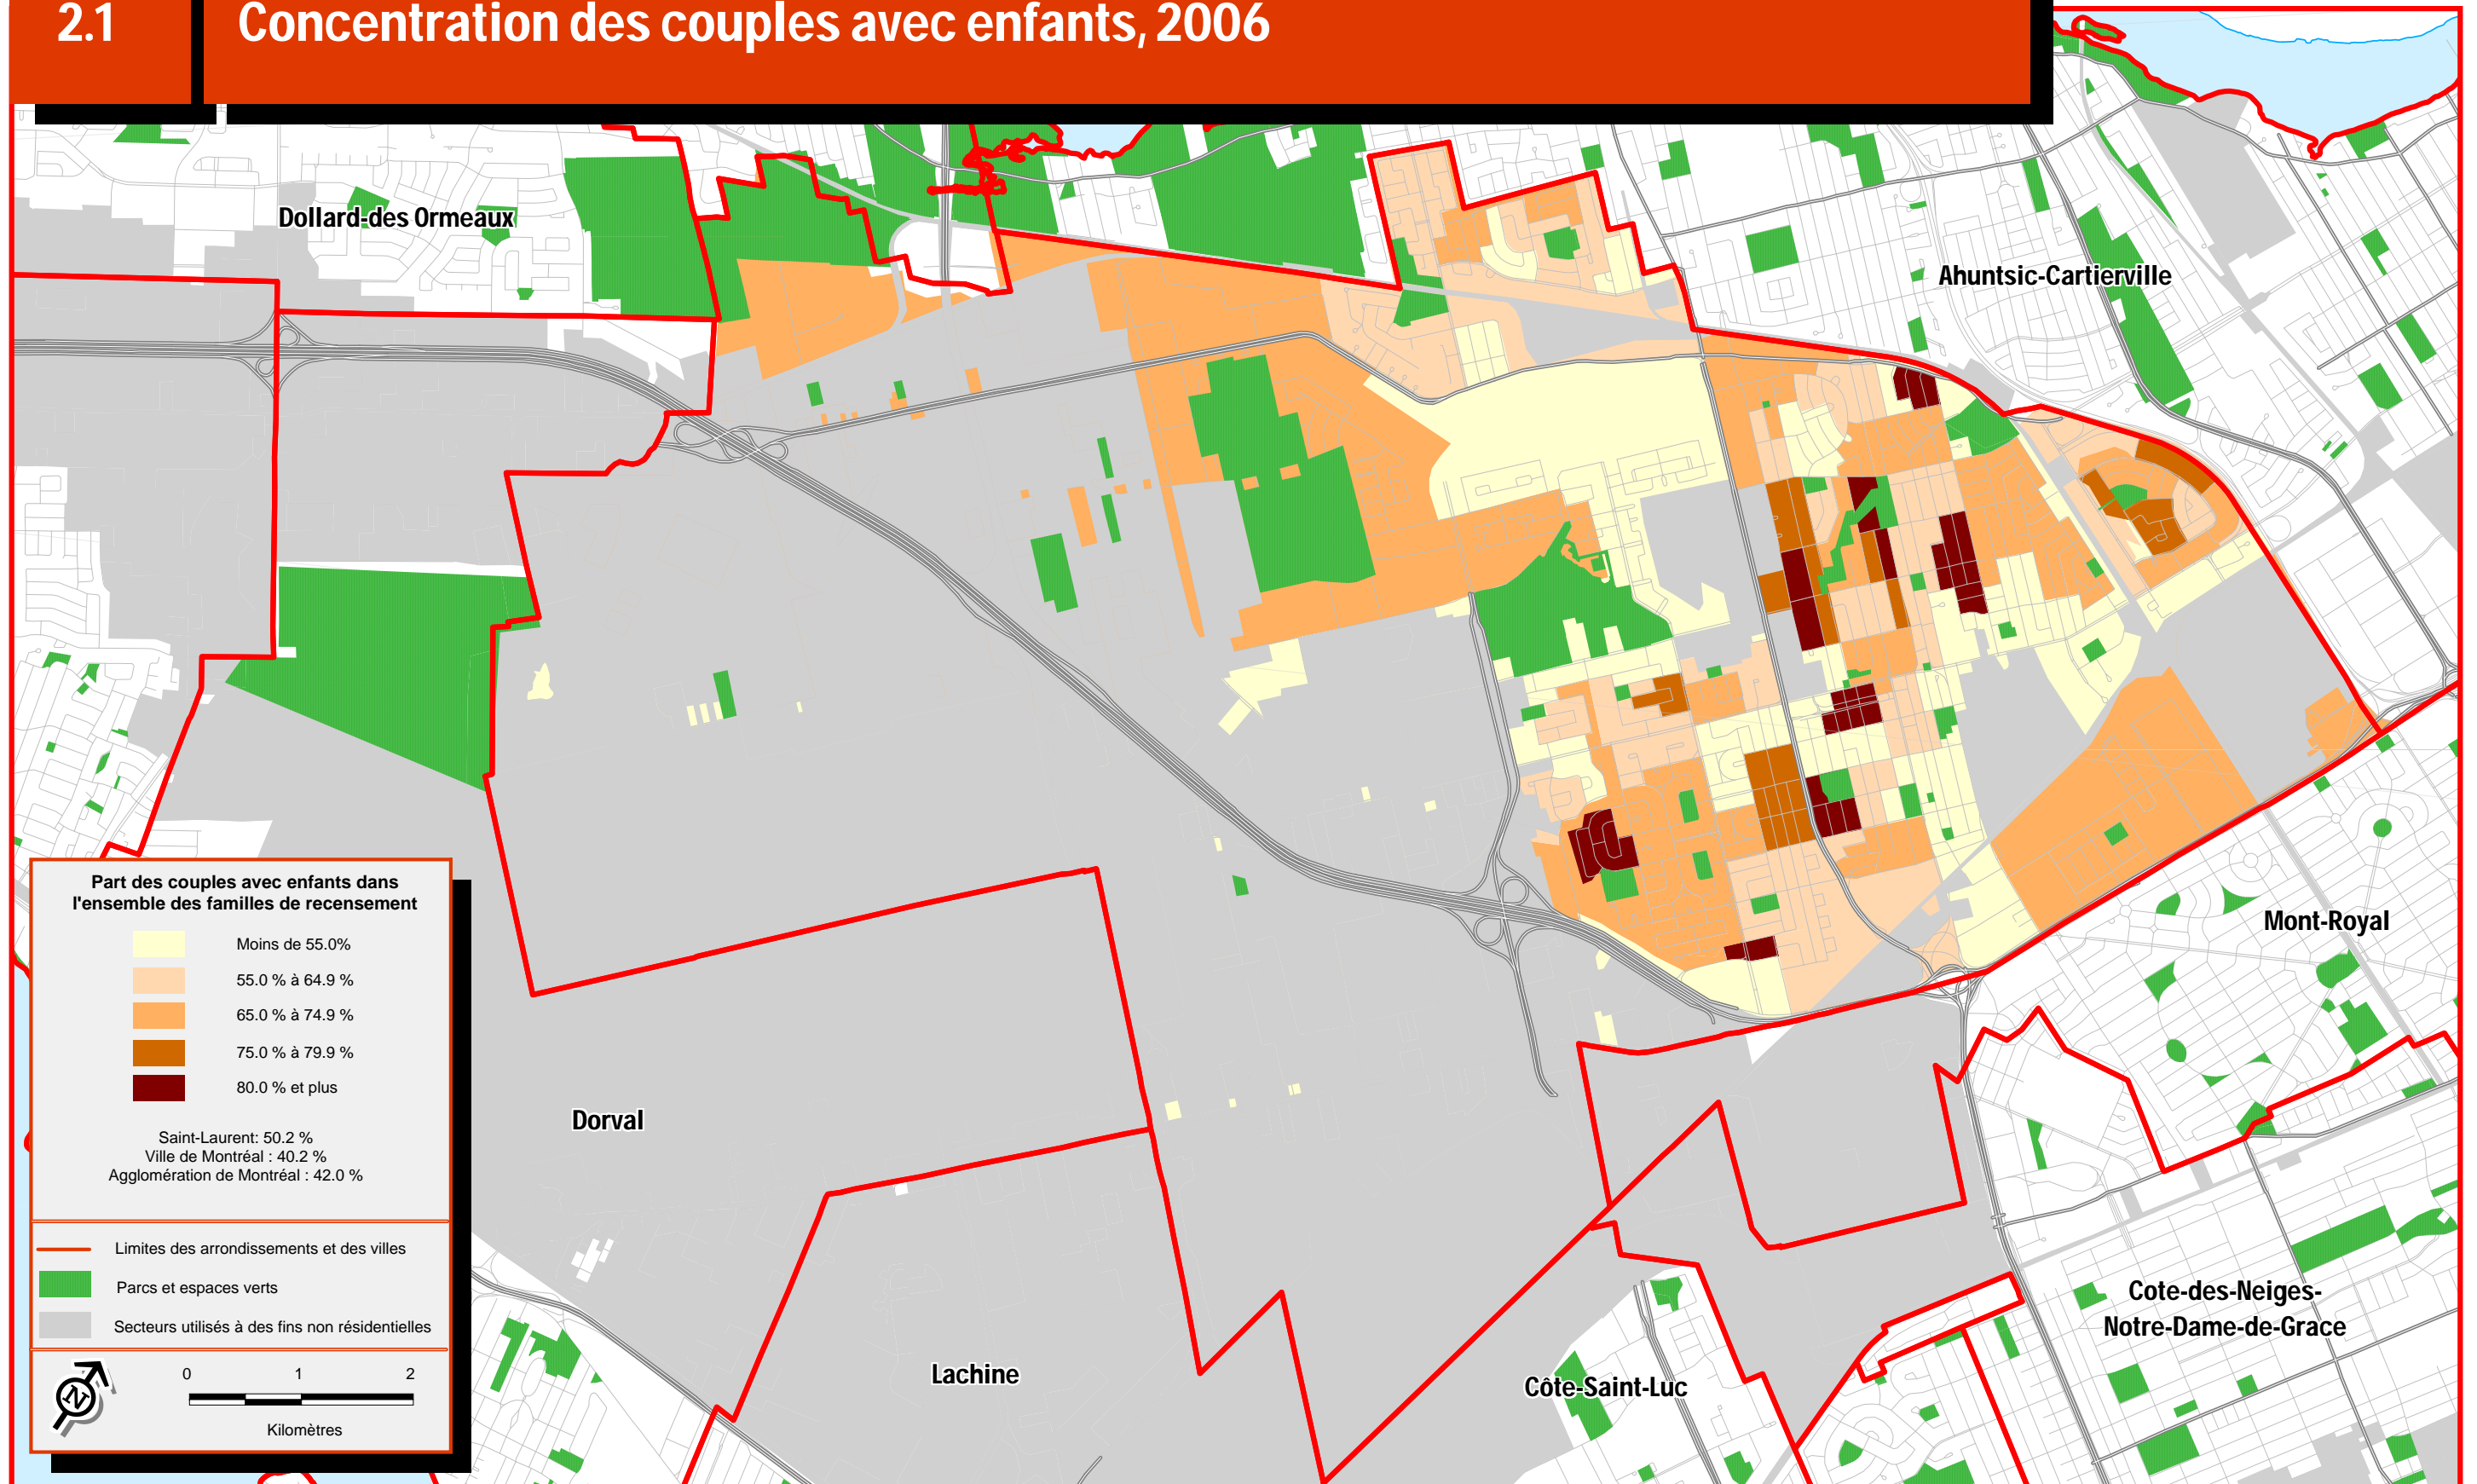 2.1
Concentration des couples avec enfants, 2006
Dollard-des Ormeaux
Ahuntsic-Cartierville
Mont-Royal
Dorval
Lachine
Côte-Saint-Luc
Cote-des-Neiges-
Notre-Dame-de-Grace
Part des couples avec enfants dans
l'ensemble des familles de recensement
Moins de 55.0%
55.0 % à 64.9 %
65.0 % à 74.9 %
75.0 % à 79.9 %
80.0 % et plus
Saint-Laurent: 50.2 %
Ville de Montréal : 40.2 %
Agglomération de Montréal : 42.0 %
Limites des arrondissements et des villes
Parcs et espaces verts
Secteurs utilisés à des fins non résidentielles
N
0 1 2
Kilomètres